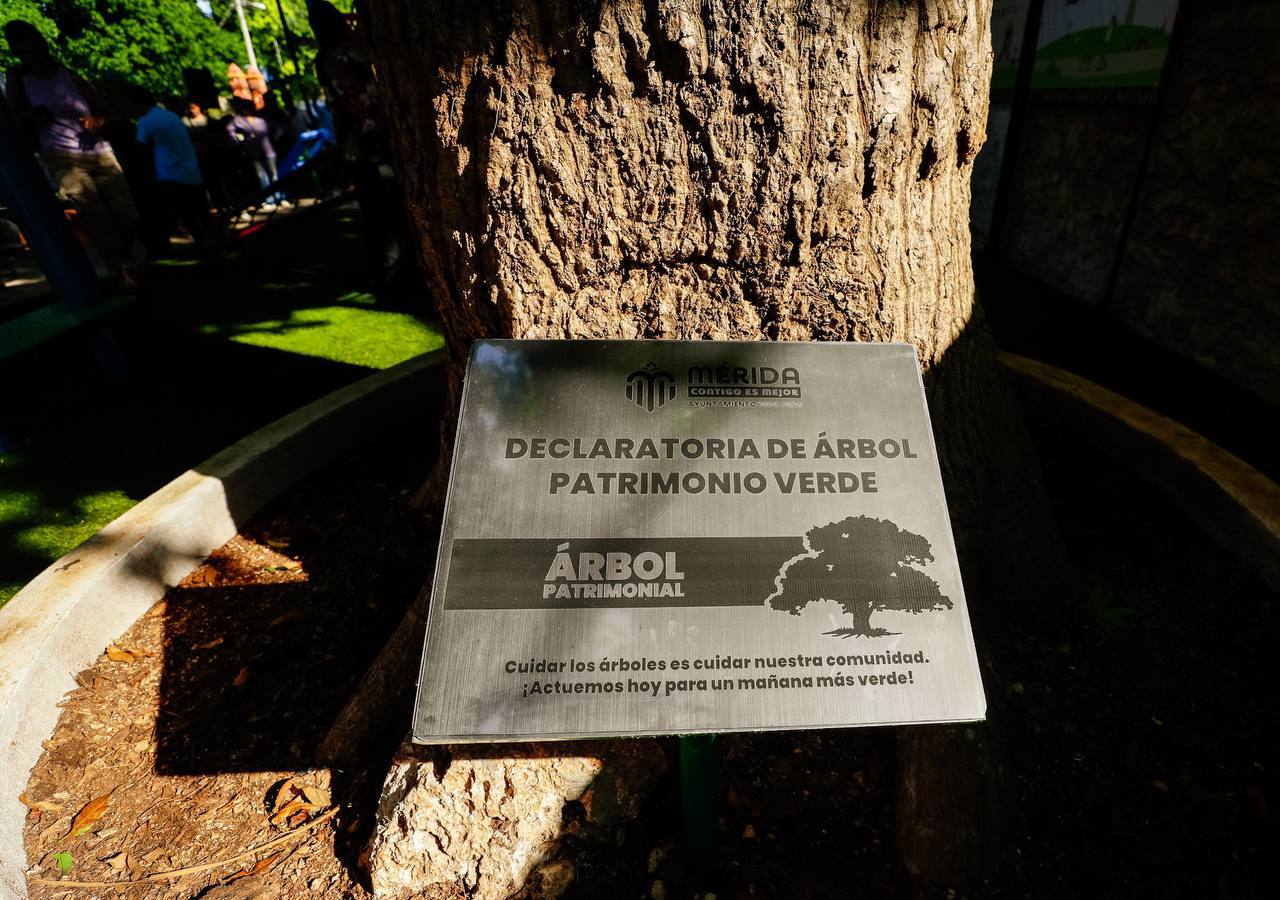 MÉRIDA
CONTIGO ES MEJOR
AYUNTAMIENTO
DECLARATORIA DE ÁRBOL
PATRIMONIO VERDE
ÁRBOL
PATRIMONIAL
Cuidar los árboles es cuidar nuestra comunidad.
¡Actuemos hoy para un mañana más verde!